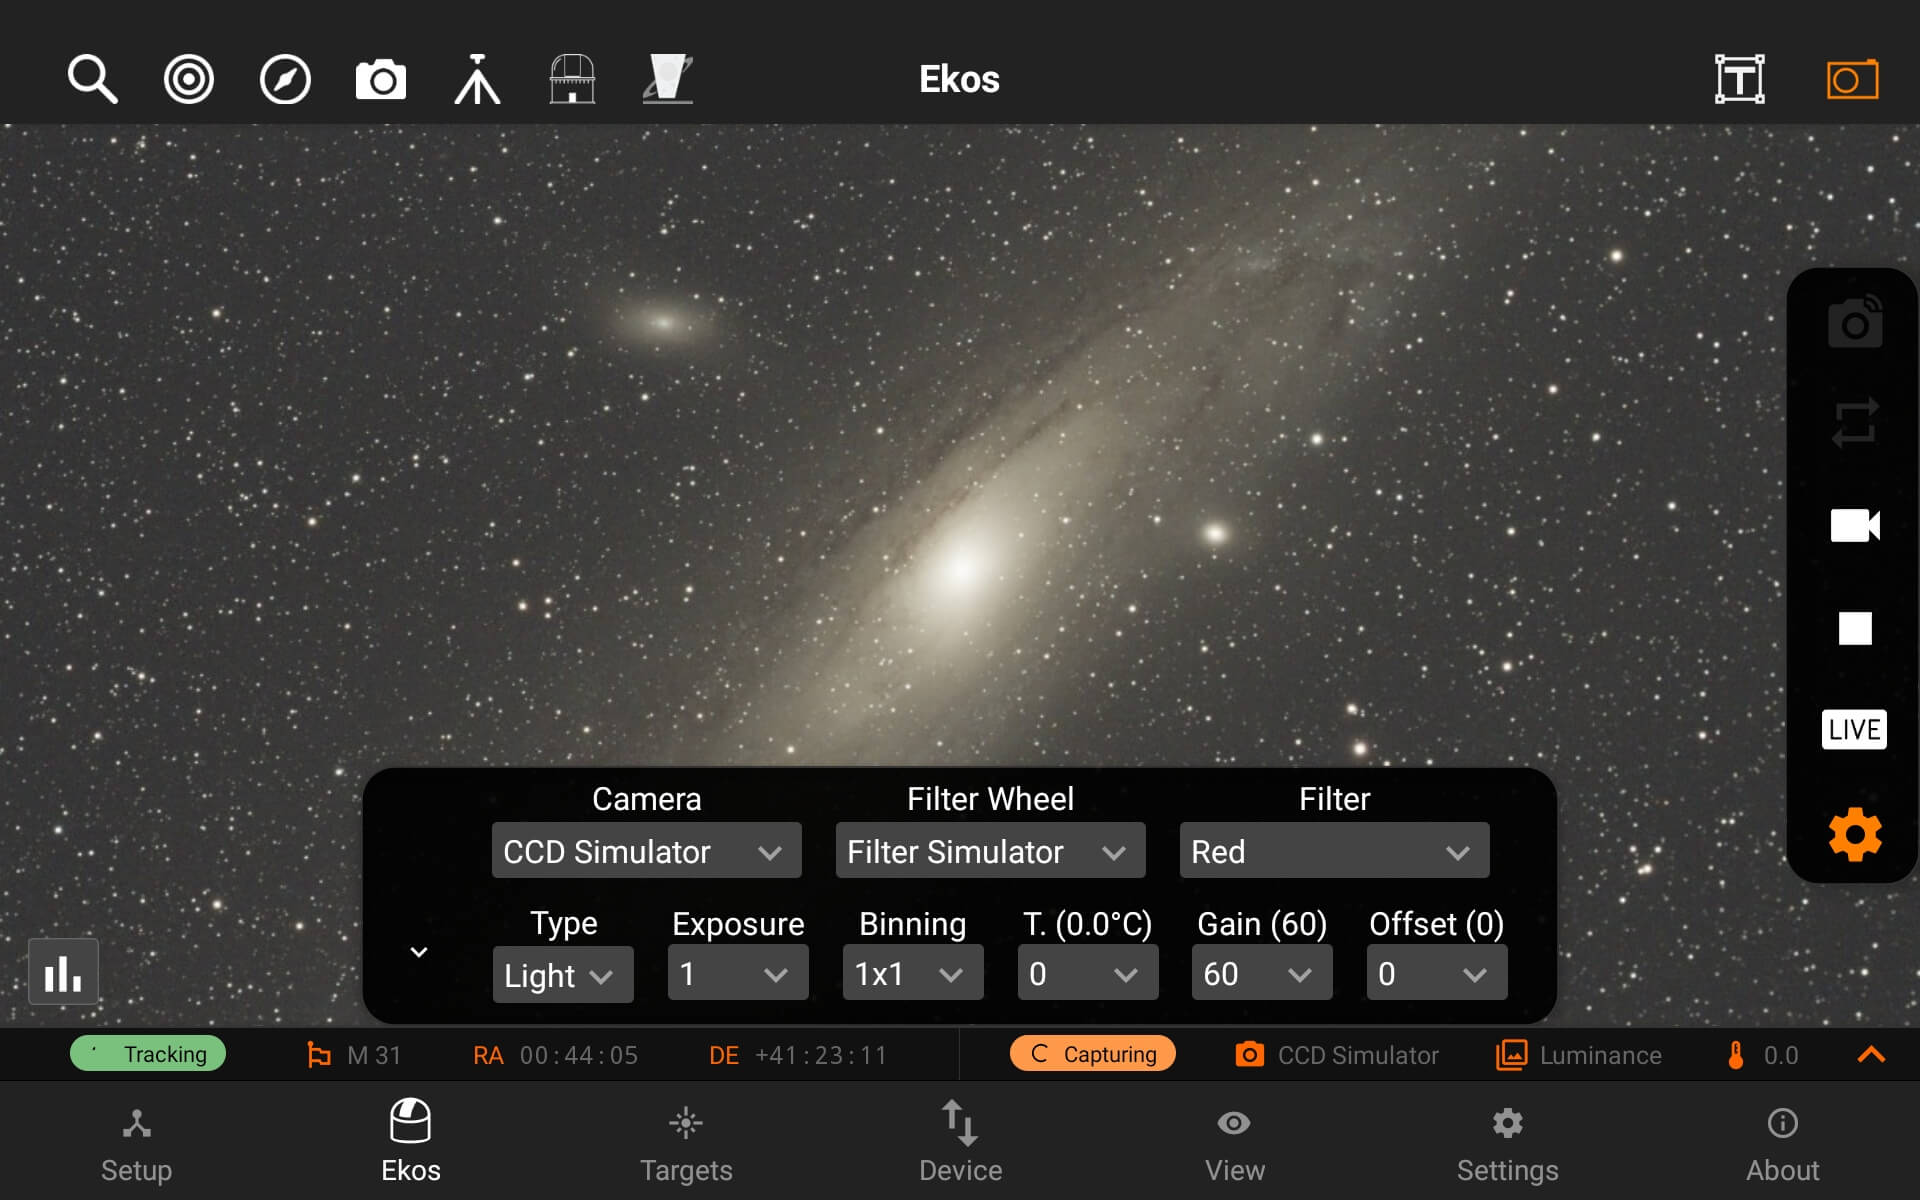 Ekos
T
LIVE
Camera Filter Wheel Filter
CCD Simulator Filter Simulator Red
Type Exposure Binning T. (0.0°C) Gain (60) Offset (0)
Light 1 1x1 0 60 0
Tracking M 31 RA 00:44:05 DE +41:23:11 Capturing CCD Simulator Luminance 0.0
Setup Ekos Targets Device View Settings About